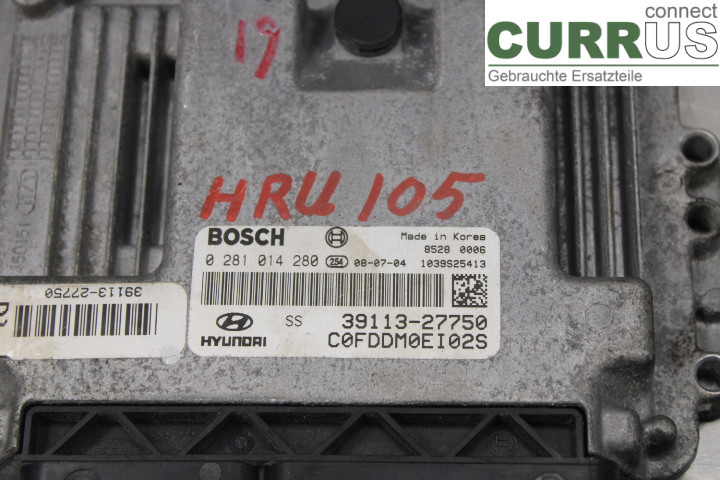 connect
CURRUS
Gebrauchte Ersatzteile
19
HRU 105
BOSCH
Made in Korea
8528 0006
0 281 014 280 254 08-07-04 1039S25413
HYUNDAI SS 39113-27750
C0FDDM0EI02S
39113-27750